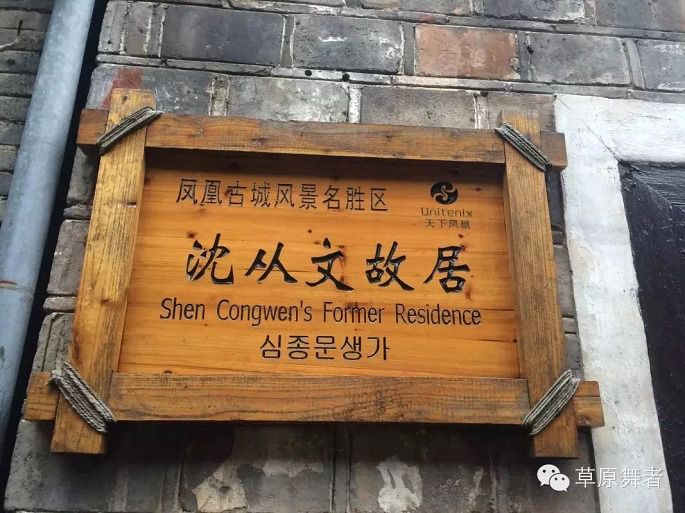 凤凰古城风景名胜区
Unitenix
天下凤凰
沈从文故居
Shen Congwen's Former Residence
심종문생가
草原舞者